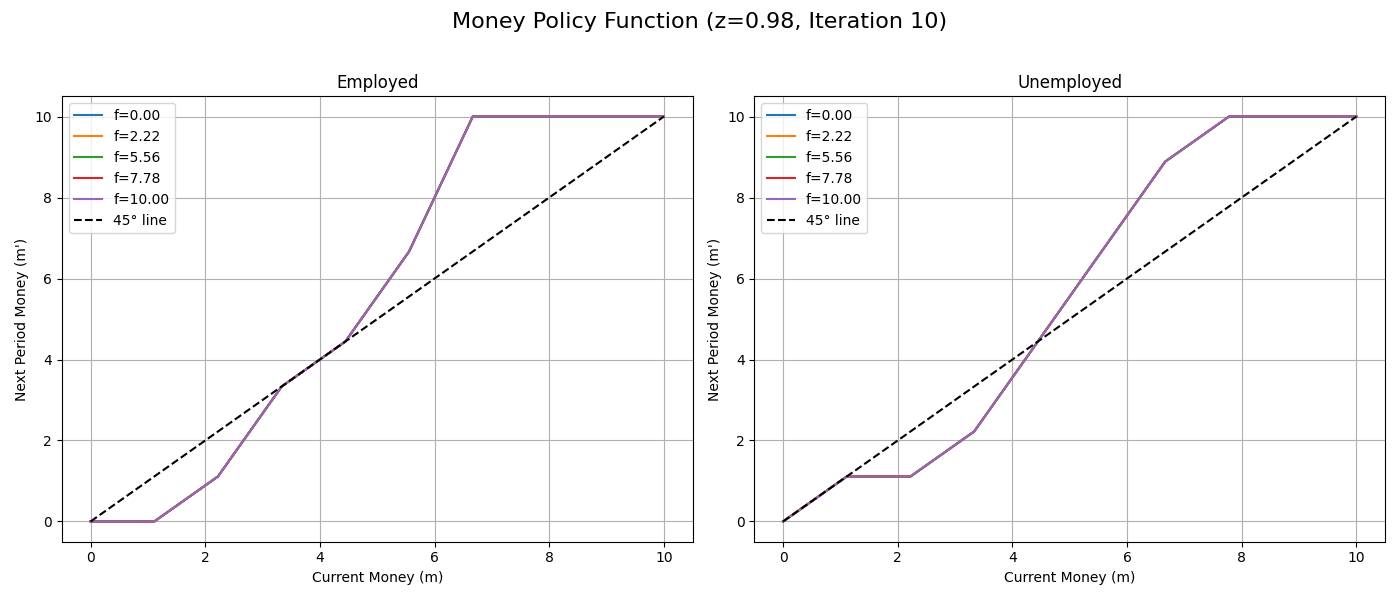 Money Policy Function (z=0.98, Iteration 10)
Employed
f=0.00
f=2.22
f=5.56
f=7.78
f=10.00
45° line
10
8
6
4
2
0
Next Period Money (m')
0 2 4 6 8 10
Current Money (m)
Unemployed
f=0.00
f=2.22
f=5.56
f=7.78
f=10.00
45° line
10
8
6
4
2
0
Next Period Money (m')
0 2 4 6 8 10
Current Money (m)